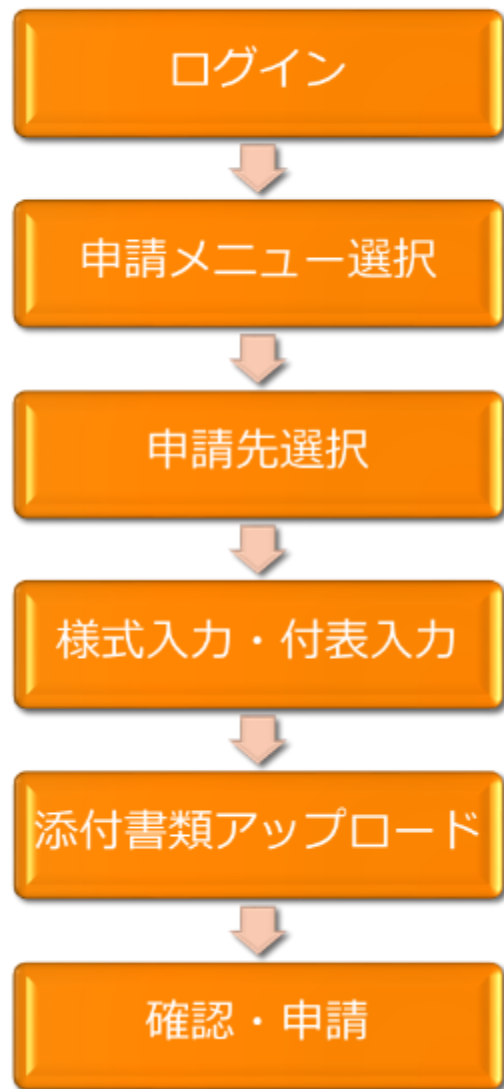 ログイン
申請メニュー選択
申請先選択
様式入力・付表入力
添付書類アップロード
確認・申請